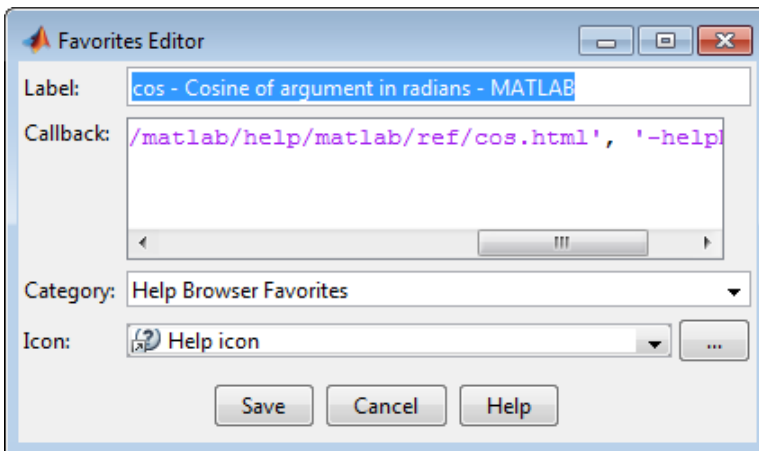 Favorites Editor
Label: cos - Cosine of argument in radians - MATLAB
Callback: /matlab/help/matlab/ref/cos.html', '-help
Category: Help Browser Favorites
Icon: Help icon ...
Save Cancel Help